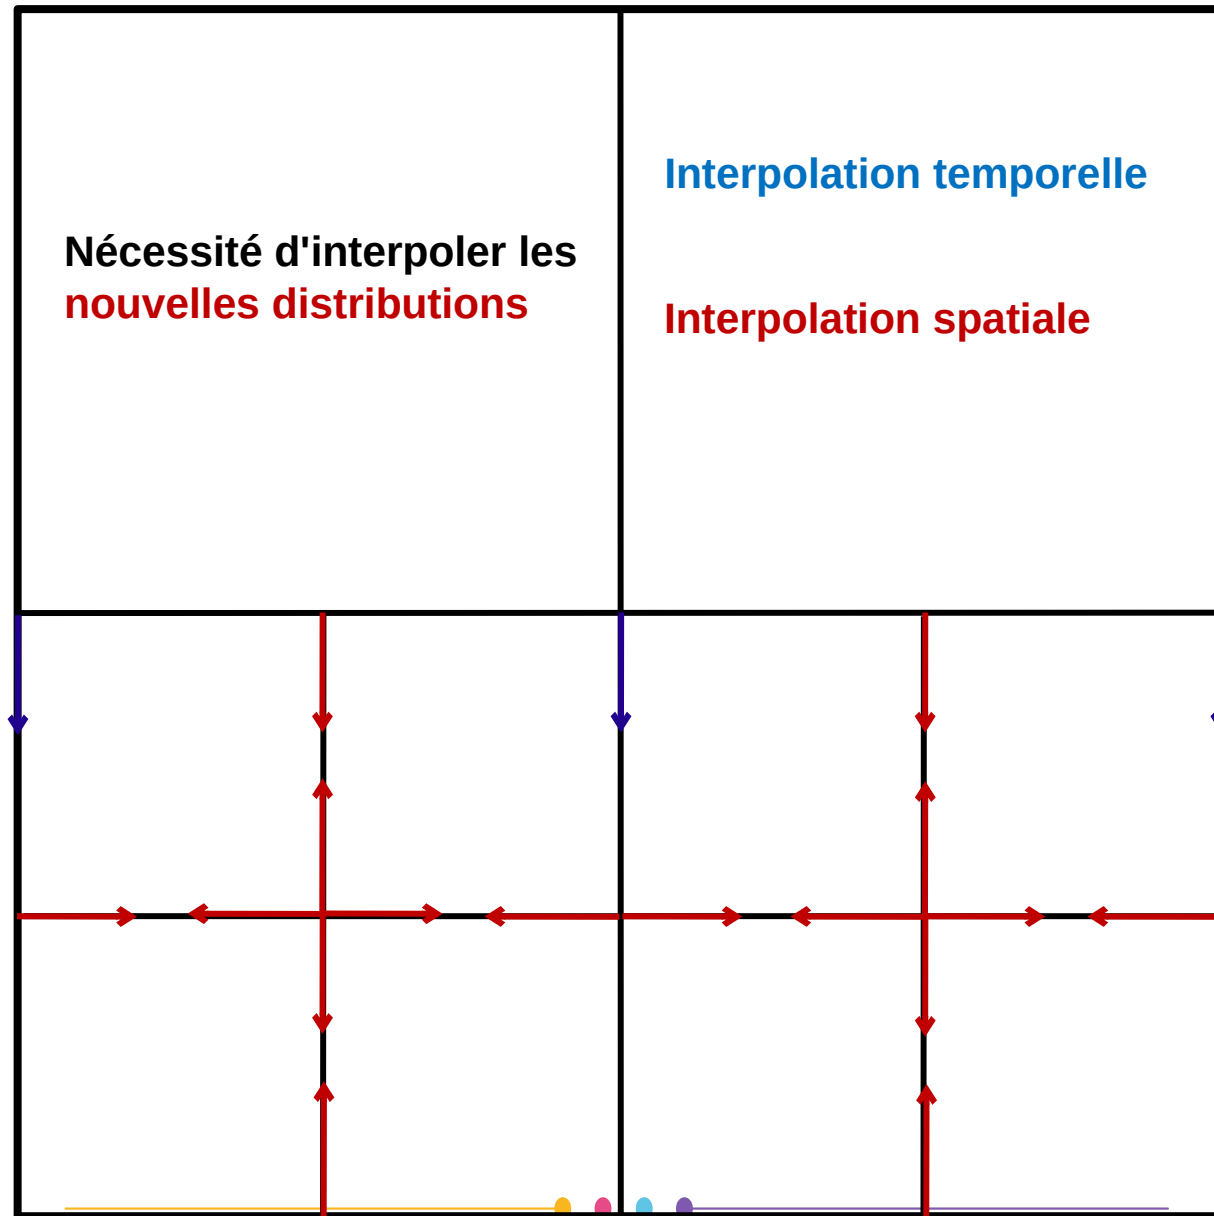 Nécessité d'interpoler les
nouvelles distributions
Interpolation temporelle
Interpolation spatiale